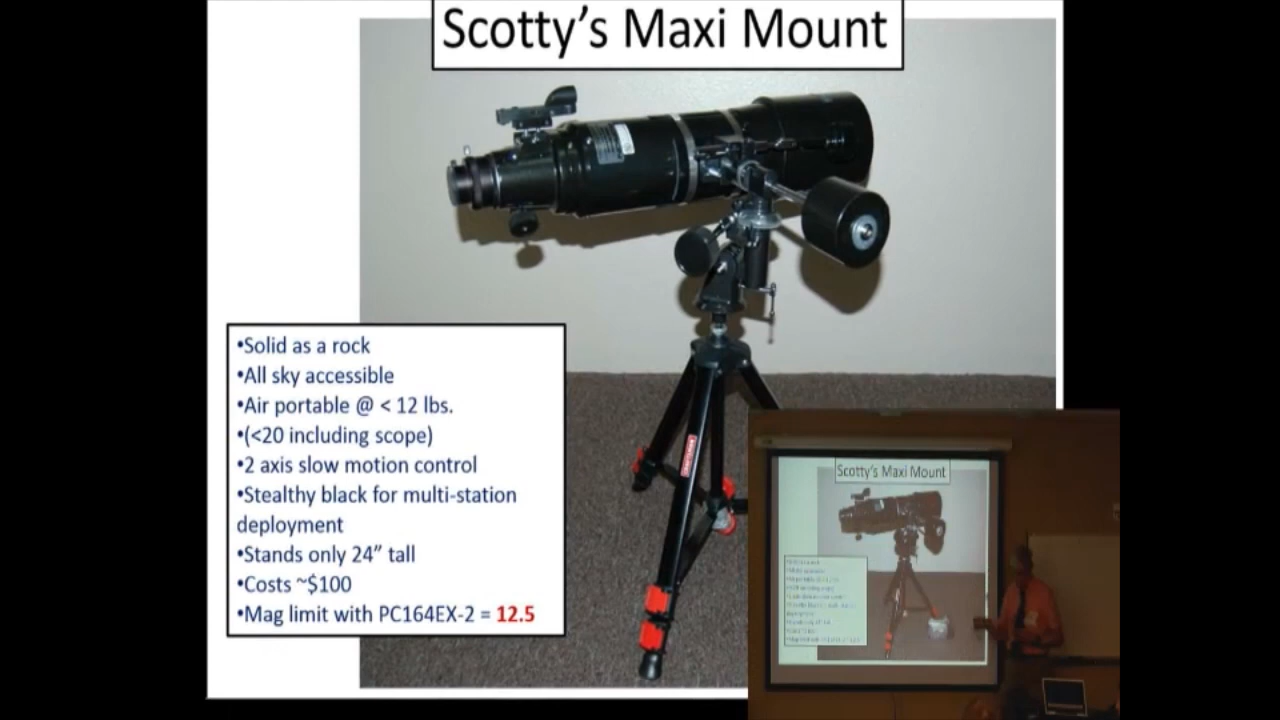 Scotty's Maxi Mount
•Solid as a rock
•All sky accessible
•Air portable @ < 12 lbs.
•(<20 including scope)
•2 axis slow motion control
•Stealthy black for multi-station
deployment
•Stands only 24” tall
•Costs ~$100
•Mag limit with PC164EX-2 = 12.5
Scotty's Maxi Mount